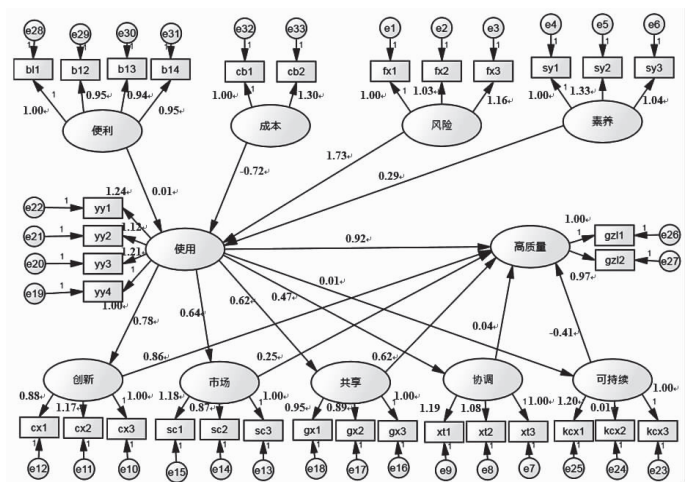 e28 e29 e30 e31 e32 e33 e1 e2 e3 e4 e5 e6
1 1 1 1 1 1 1 1 1 1 1 1
bl1 b12 b13 b14 cb1 cb2 fx1 fx2 fx3 sy1 sy2 sy3
1.00 1 0.95 0.94 0.95 1.00 1 1.30 1.00 1 1.03 1.16 1.00 1 1.33 1.04
便利 成本 风险 素养
0.01 -0.72 1.73 0.29
e22 1 yy1 1.24
e21 1 yy2 1.12
e20 1 yy3 1.21
e19 1 yy4 1 1.00
使用 0.92 高质量
1.00 1 gzl1 1 e26
0.97 gzl2 1 e27
0.78 0.64 0.62 0.47 0.01
0.86 0.25 0.62 0.04 -0.41
创新 市场 共享 协调 可持续
0.88 1.17 1.00 1.18 0.87 1.00 0.95 0.89 1.00 1.19 1.08 1.00 1.20 0.01 1.00
cx1 cx2 cx3 sc1 sc2 sc3 gx1 gx2 gx3 xt1 xt2 xt3 kcx1 kcx2 kcx3
1 1 1 1 1 1 1 1 1 1 1 1 1 1 1
e12 e11 e10 e15 e14 e13 e18 e17 e16 e9 e8 e7 e25 e24 e23